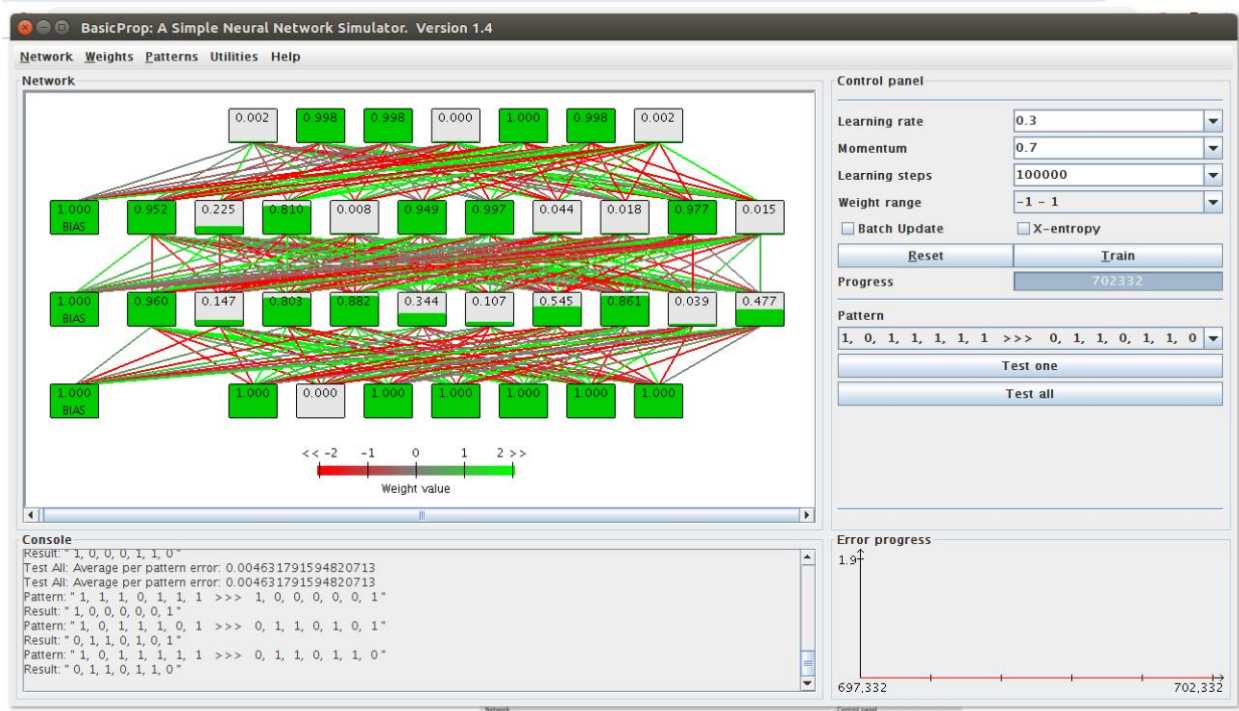 BasicProp: A Simple Neural Network Simulator. Version 1.4
Network Weights Patterns Utilities Help
Network
0.002 0.998 0.998 0.000 1.000 0.998 0.002
1.000 0.952 0.225 0.810 0.008 0.949 0.997 0.044 0.018 0.977 0.015
BIAS
1.000 0.960 0.147 0.803 0.882 0.344 0.107 0.545 0.861 0.039 0.477
BIAS
1.000 1.000 0.000 1.000 1.000 1.000 1.000 1.000
BIAS
<< -2 -1 0 1 2 >>
Weight value
Control panel
Learning rate 0.3
Momentum 0.7
Learning steps 100000
Weight range -1 - 1
Batch Update X-entropy
Reset Train
Progress 702332
Pattern
1, 0, 1, 1, 1, 1, 1 >>> 0, 1, 1, 0, 1, 1, 0
Test one
Test all
Console
Result: " 1, 0, 0, 0, 1, 1, 0 "
Test All: Average per pattern error: 0.004631791594820713
Test All: Average per pattern error: 0.004631791594820713
Pattern: " 1, 1, 1, 0, 1, 1, 1 >>> 1, 0, 0, 0, 0, 0, 1 "
Result: " 1, 0, 0, 0, 0, 0, 1 "
Pattern: " 1, 0, 1, 1, 1, 0, 1 >>> 0, 1, 1, 0, 1, 0, 1 "
Result: " 0, 1, 1, 0, 1, 0, 1 "
Pattern: " 1, 0, 1, 1, 1, 1, 1 >>> 0, 1, 1, 0, 1, 1, 0 "
Result: " 0, 1, 1, 0, 1, 1, 0 "
Error progress
1.9
697,332 702,332
Network Control panel